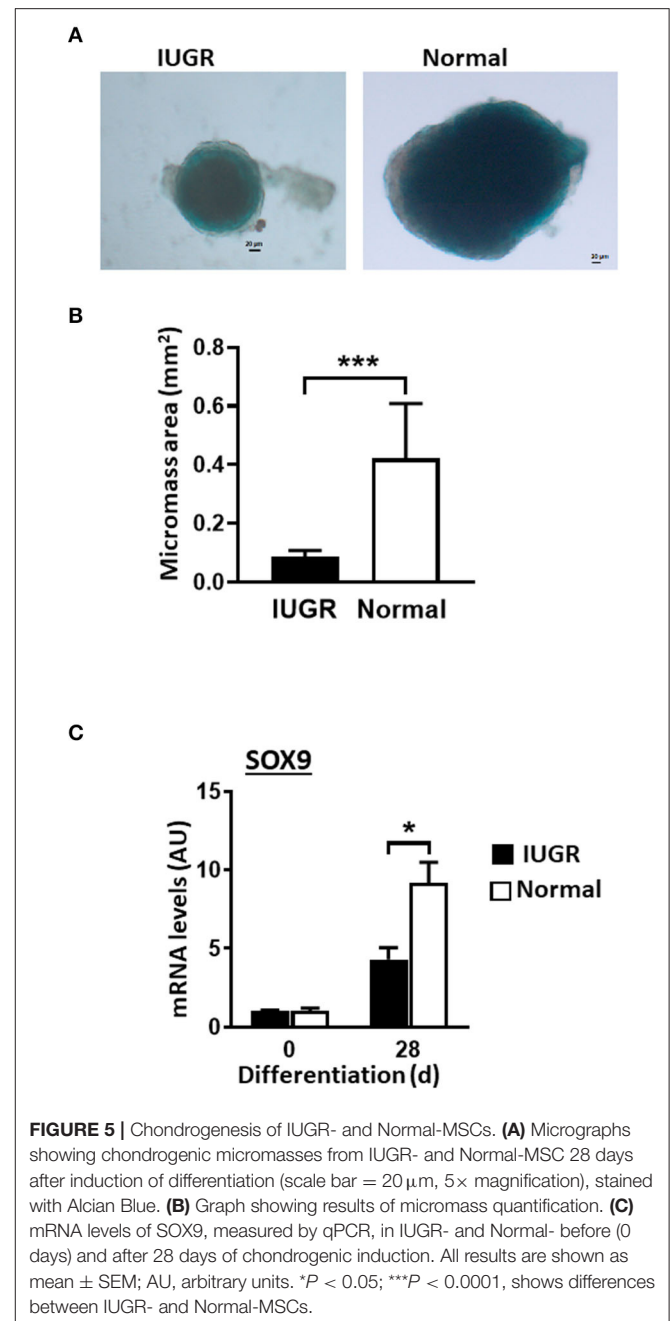 A
IUGR
Normal
20 µm
20 µm
B
Micromass area (mm²)
0.8
0.6
0.4
0.2
0.0
***
IUGR
Normal
C
SOX9
mRNA levels (AU)
15
10
5
0
*
IUGR
Normal
0
28
Differentiation (d)
FIGURE 5 | Chondrogenesis of IUGR- and Normal-MSCs. (A) Micrographs
showing chondrogenic micromasses from IUGR- and Normal-MSC 28 days
after induction of differentiation (scale bar = 20 µm, 5× magnification), stained
with Alcian Blue. (B) Graph showing results of micromass quantification. (C)
mRNA levels of SOX9, measured by qPCR, in IUGR- and Normal- before (0
days) and after 28 days of chondrogenic induction. All results are shown as
mean ± SEM; AU, arbitrary units. *P < 0.05; ***P < 0.0001, shows differences
between IUGR- and Normal-MSCs.